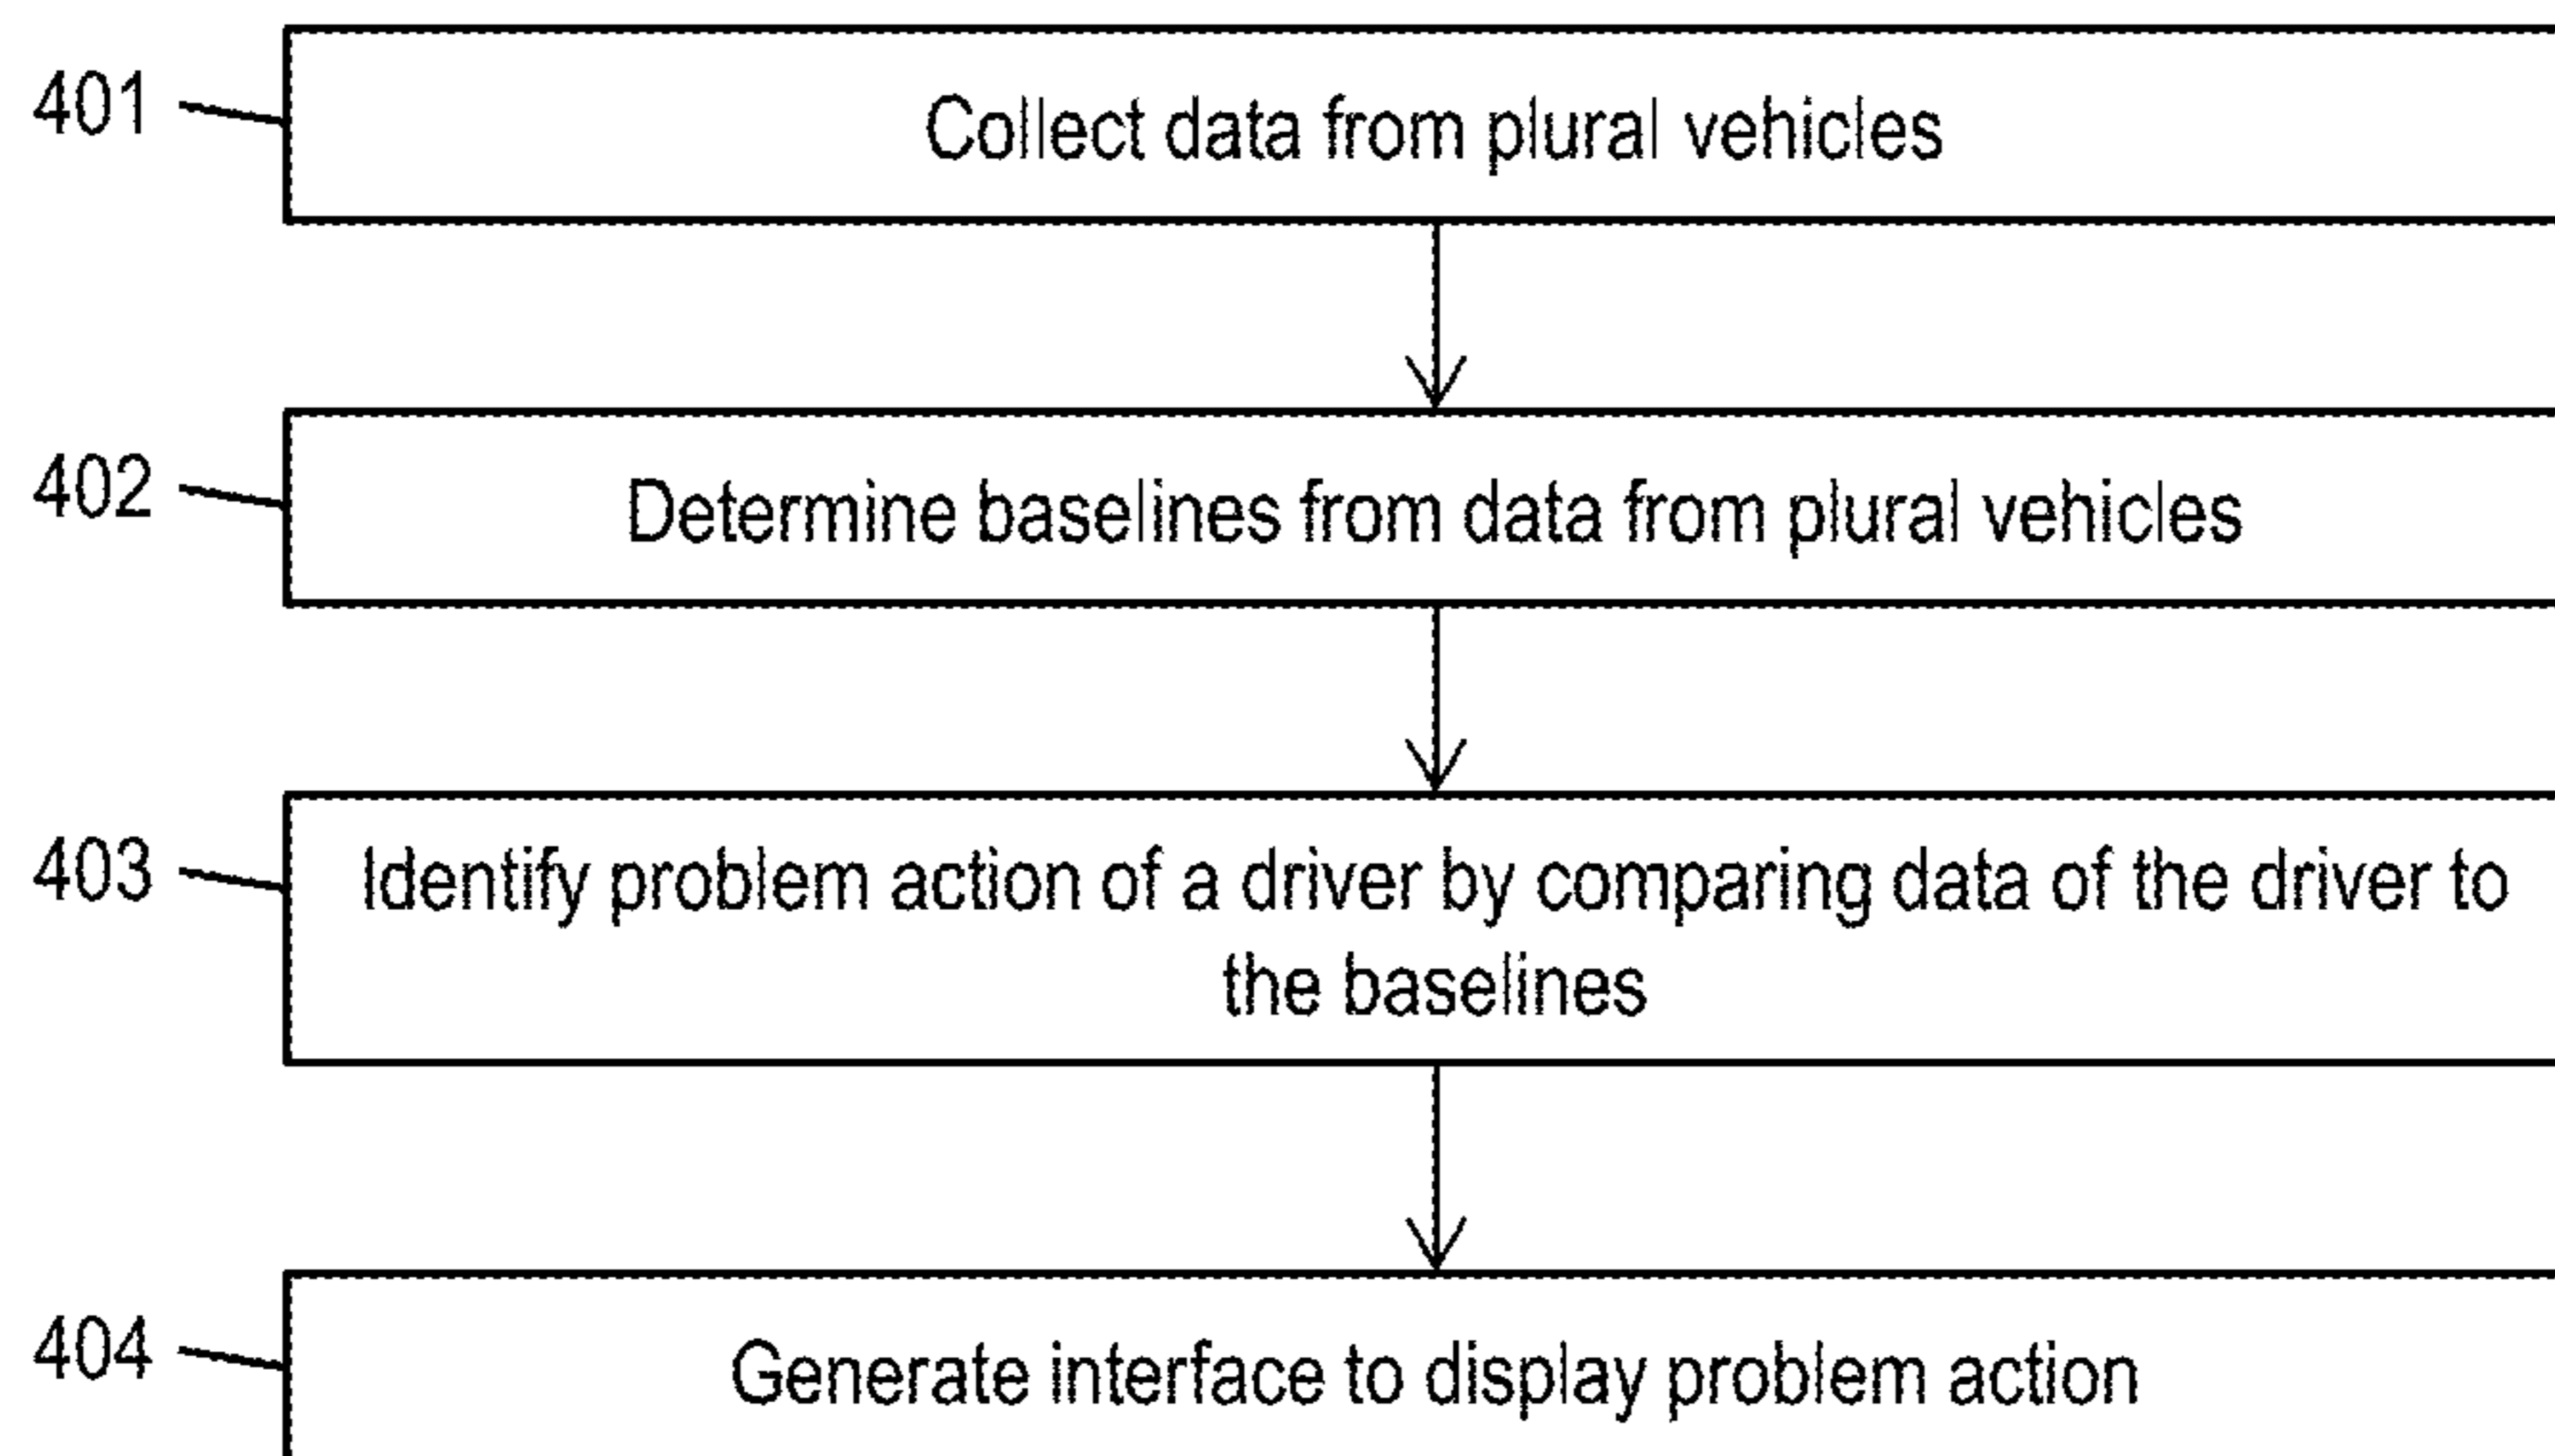 401
Collect data from plural vehicles
402
Determine baselines from data from plural vehicles
403
Identify problem action of a driver by comparing data of the driver to
the baselines
404
Generate interface to display problem action